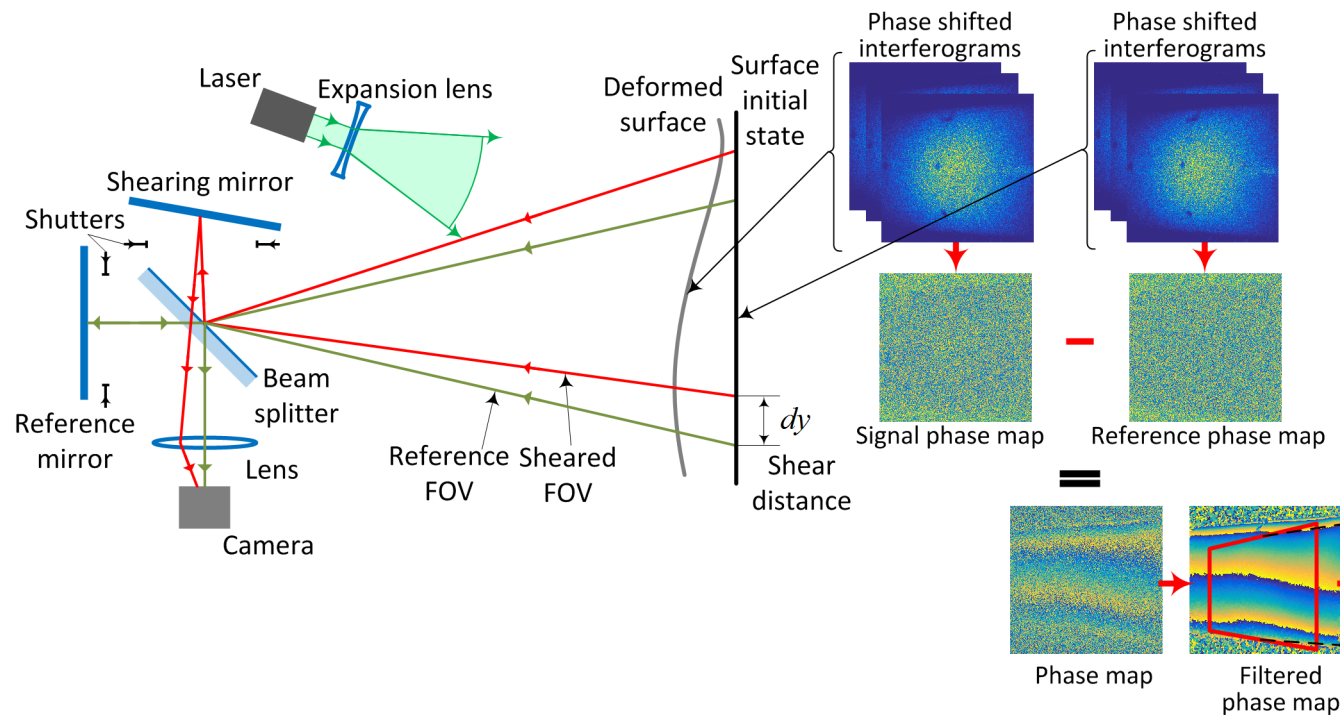 Phase shifted
interferograms
Phase shifted
interferograms
Laser
Expansion lens
Deformed
surface
Surface
initial
state
Shearing mirror
Shutters
Reference
mirror
Beam
splitter
Lens
Camera
Reference
FOV
Sheared
FOV
dy
Shear
distance
Signal phase map
Reference phase map
Phase map
Filtered
phase map